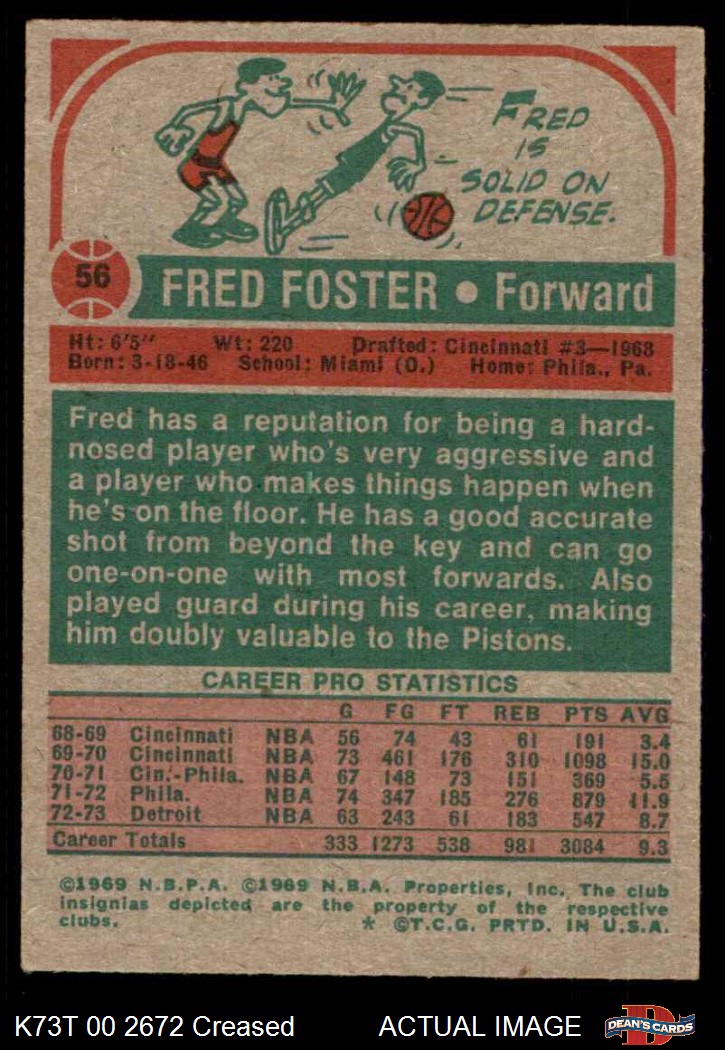 FRED
IS
SOLID ON
DEFENSE.
56
FRED FOSTER • Forward
Ht: 6'5" Wt: 220 Drafted: Cincinnati #3—1968
Born: 3-18-46 School: Miami (O.) Home: Phila., Pa.
Fred has a reputation for being a hard-
nosed player who's very aggressive and
a player who makes things happen when
he's on the floor. He has a good accurate
shot from beyond the key and can go
one-on-one with most forwards. Also
played guard during his career, making
him doubly valuable to the Pistons.
CAREER PRO STATISTICS
G FG FT REB PTS AVG
68-69 Cincinnati NBA 56 74 43 61 191 3.4
69-70 Cincinnati NBA 73 461 176 310 1098 15.0
70-71 Cin.-Phila. NBA 67 148 73 151 369 5.5
71-72 Phila. NBA 74 347 185 276 879 11.9
72-73 Detroit NBA 63 243 61 183 547 8.7
Career Totals 333 1273 538 981 3084 9.3
©1969 N.B.P.A. ©1969 N.B.A. Properties, Inc. The club
insignias depicted are the property of the respective
clubs. * ©T.C.G. PRTD. IN U.S.A.
K73T 00 2672 Creased ACTUAL IMAGE
DEAN'S CARDS